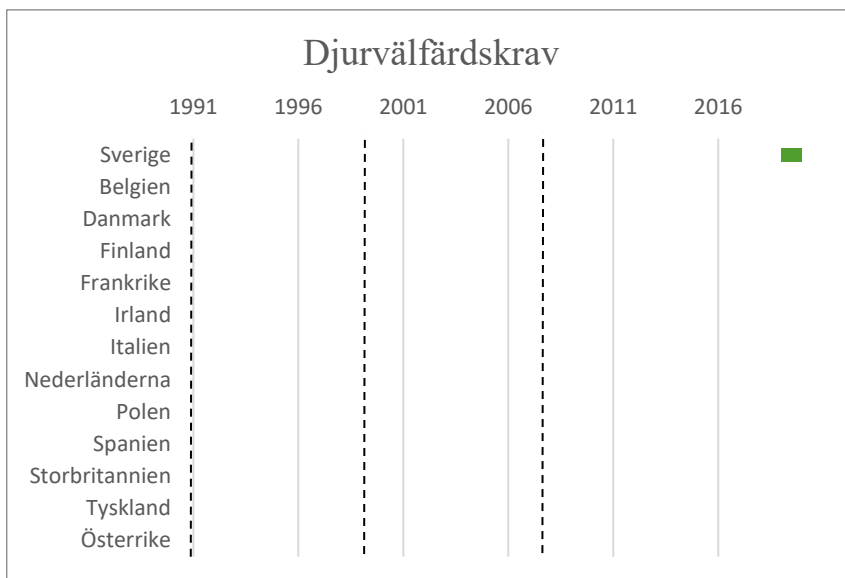 Djurvälfärdskrav
1991 1996 2001 2006 2011 2016
Sverige
Belgien
Danmark
Finland
Frankrike
Irland
Italien
Nederländerna
Polen
Spanien
Storbritannien
Tyskland
Österrike